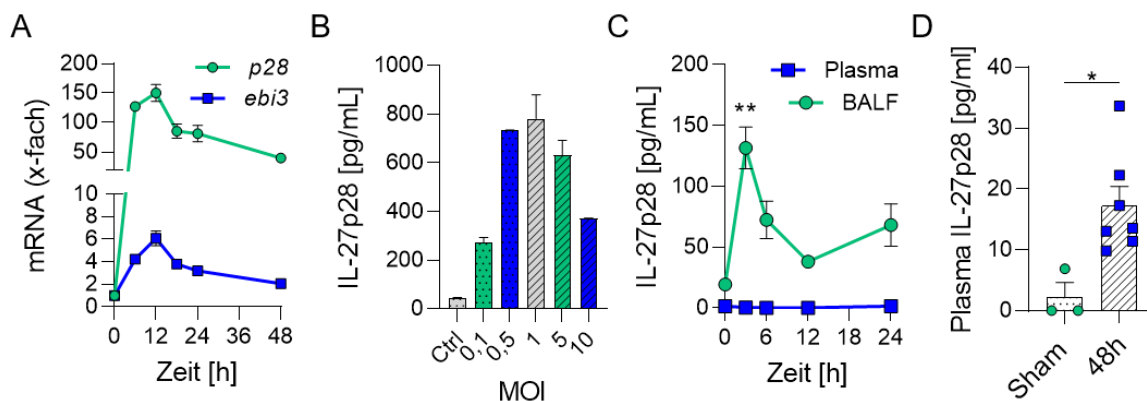 A
mRNA (x-fach)
200
150
100
50
10
8
6
4
2
0
p28
ebi3
0 12 24 36 48
Zeit [h]
B
IL-27p28 [pg/mL]
1000
800
600
400
200
0
Ctrl 0,1 0,5 1 5 10
MOI
C
IL-27p28 [pg/mL]
200
150
100
50
0
Plasma
BALF
**
0 6 12 18 24
Zeit [h]
D
Plasma IL-27p28 [pg/ml]
40
30
20
10
0
*
Sham 48h